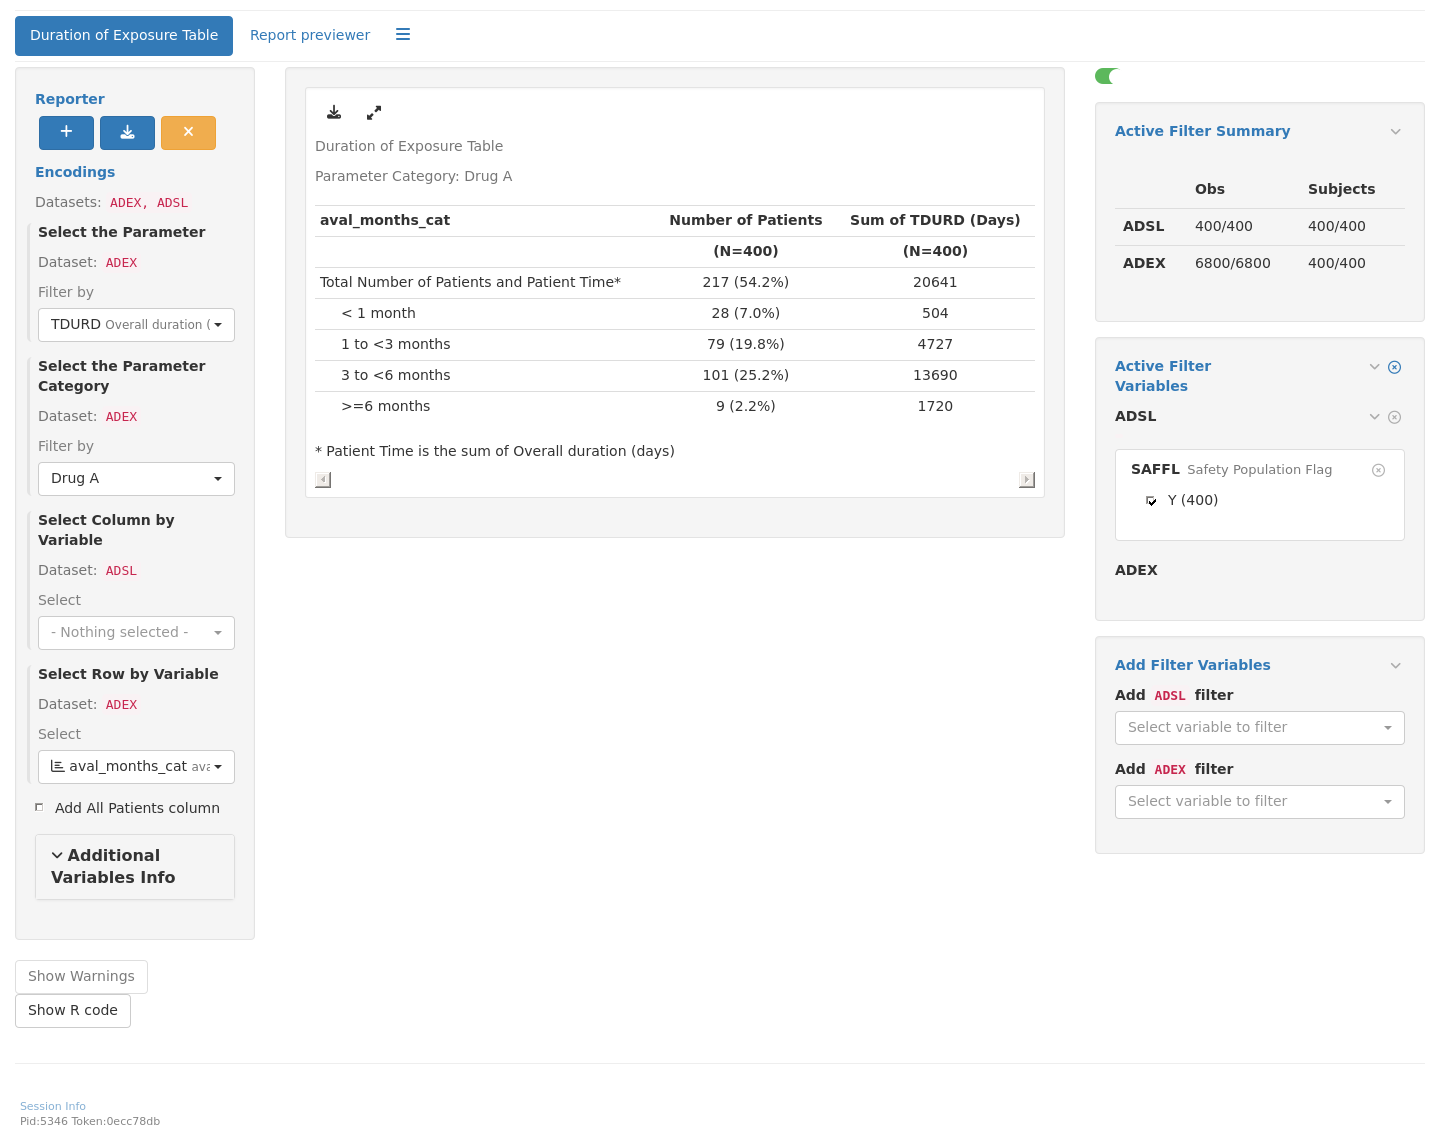 Duration of Exposure Table
Report previewer
Reporter
Encodings
Datasets: ADEX, ADSL
Select the Parameter
Dataset: ADEX
Filter by
TDURD Overall duration (
Select the Parameter
Category
Dataset: ADEX
Filter by
Drug A
Select Column by
Variable
Dataset: ADSL
Select
- Nothing selected -
Select Row by Variable
Dataset: ADEX
Select
aval_months_cat ava
Add All Patients column
Additional
Variables Info
Show Warnings
Show R code
Duration of Exposure Table
Parameter Category: Drug A
aval_months_cat Number of Patients Sum of TDURD (Days)
(N=400) (N=400)
Total Number of Patients and Patient Time* 217 (54.2%) 20641
< 1 month 28 (7.0%) 504
1 to <3 months 79 (19.8%) 4727
3 to <6 months 101 (25.2%) 13690
>=6 months 9 (2.2%) 1720
* Patient Time is the sum of Overall duration (days)
Active Filter Summary
Obs Subjects
ADSL 400/400 400/400
ADEX 6800/6800 400/400
Active Filter
Variables
ADSL
SAFFL Safety Population Flag
Y (400)
ADEX
Add Filter Variables
Add ADSL filter
Select variable to filter
Add ADEX filter
Select variable to filter
Session Info
Pid:5346 Token:0ecc78db